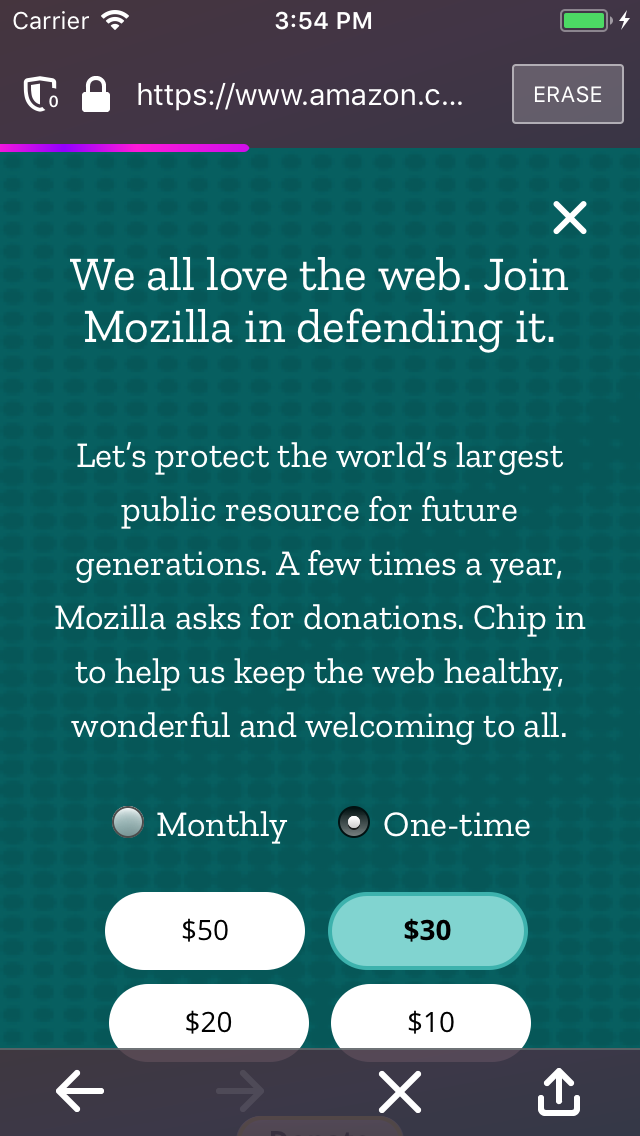 Carrier 3:54 PM
0 https://www.amazon.c... ERASE
We all love the web. Join
Mozilla in defending it.
Let's protect the world's largest
public resource for future
generations. A few times a year,
Mozilla asks for donations. Chip in
to help us keep the web healthy,
wonderful and welcoming to all.
Monthly One-time
$50 $30
$20 $10